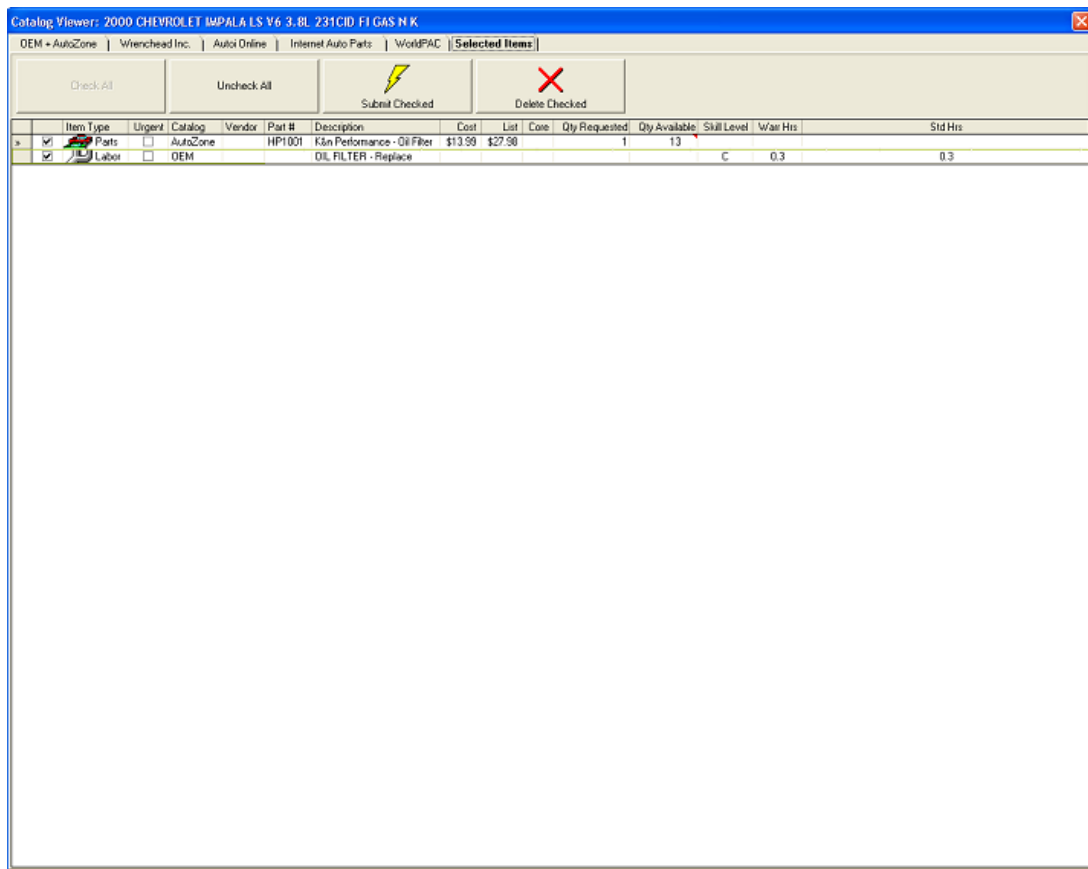 Catalog Viewer: 2000 CHEVROLET IMPALA LS V6 3.8L 231CID FI GAS N K
OEM + AutoZone Wrenchead Inc. Autoi Online Internet Auto Parts WorldPAC Selected Items
Check All Uncheck All Submit Checked Delete Checked
Item Type Urgent Catalog Vendor Part # Description Cost List Core Qty Requested Qty Available Skill Level Warr Hrs Std Hrs
» Parts AutoZone HP1001 K&n Performance - Oil Filter $13.99 $27.98 1 13
Labor OEM OIL FILTER - Replace C 0.3 0.3